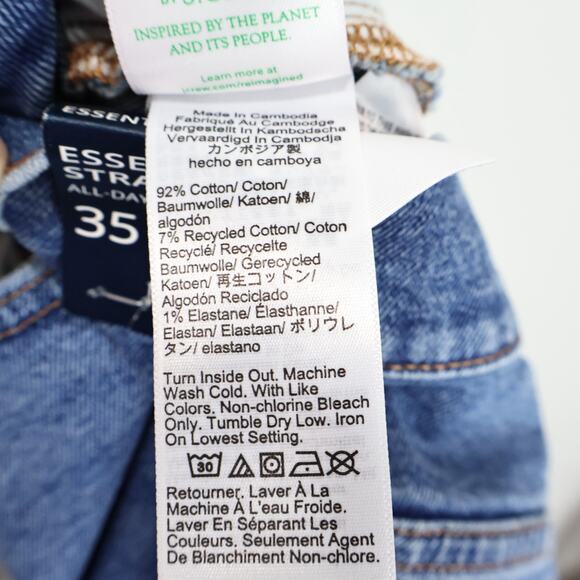 INSPIRED BY THE PLANET
AND ITS PEOPLE.
Learn more at
jcrew.com/reimagined
ESSE
STRA
ALL-DAY
35
Made In Cambodia
Fabriqué Au Cambodge
Hergestellt In Kambodscha
Vervaardigd In Cambodja
カンボジア製
hecho en camboya
92% Cotton/ Coton/
Baumwolle/ Katoen/ 綿/
algodón
7% Recycled Cotton/ Coton
Recyclé/ Recycelte
Baumwolle/ Gerecycled
Katoen/ 再生コットン/
Algodón Reciclado
1% Elastane/ Élasthanne/
Elastan/ Elastaan/ ポリウレ
タン/ elastano
Turn Inside Out. Machine
Wash Cold. With Like
Colors. Non-chlorine Bleach
Only. Tumble Dry Low. Iron
On Lowest Setting.
30
Retourner. Laver À La
Machine À L'eau Froide.
Laver En Séparant Les
Couleurs. Seulement Agent
De Blanchiment Non-chlore.